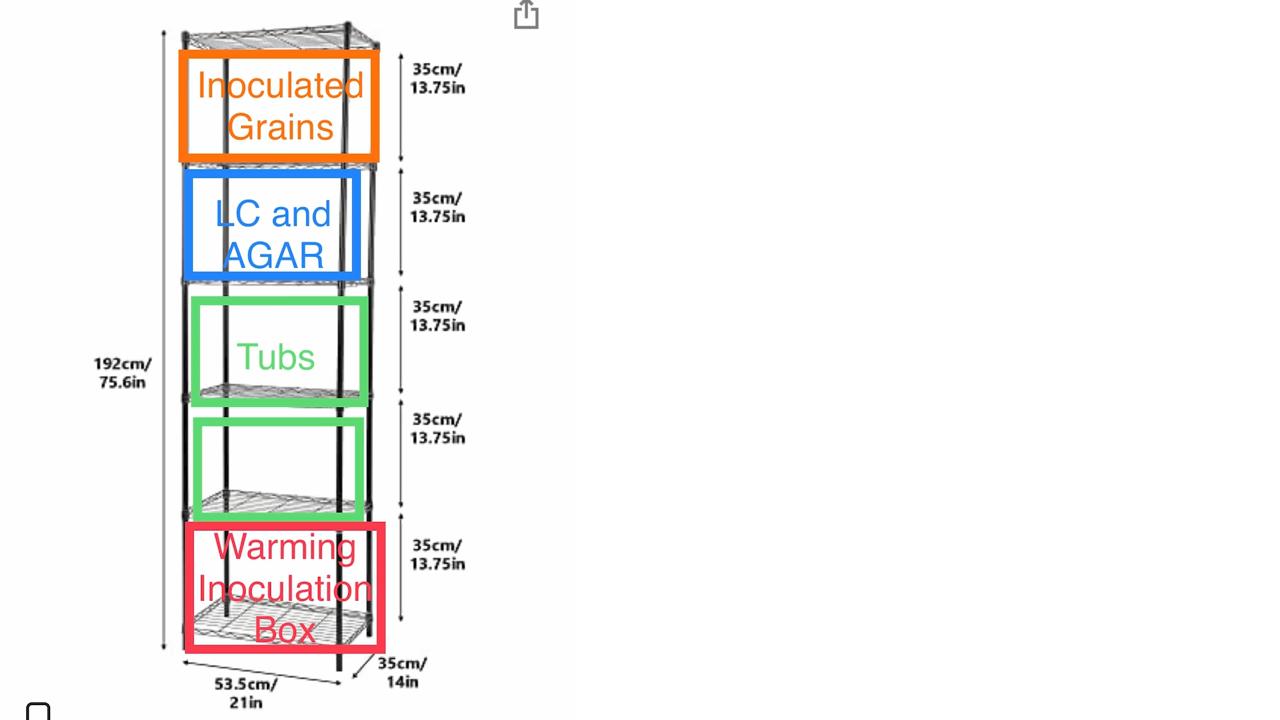 35cm/
13.75in
Inoculated
Grains
35cm/
13.75in
LC and
AGAR
35cm/
13.75in
Tubs
192cm/
75.6in
35cm/
13.75in
35cm/
13.75in
Warming
Inoculation
Box
35cm/
14in
53.5cm/
21in